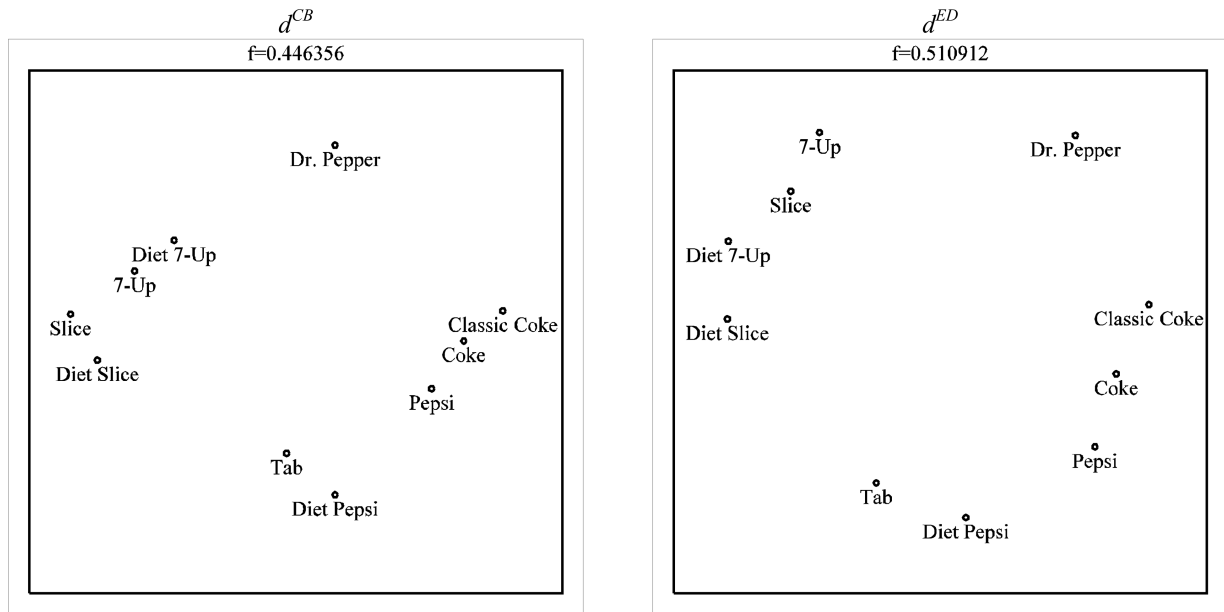 d^CB
f=0.446356
Dr. Pepper
Diet 7-Up
7-Up
Slice
Classic Coke
Coke
Diet Slice
Pepsi
Tab
Diet Pepsi
d^ED
f=0.510912
7-Up
Dr. Pepper
Slice
Diet 7-Up
Classic Coke
Diet Slice
Coke
Pepsi
Tab
Diet Pepsi